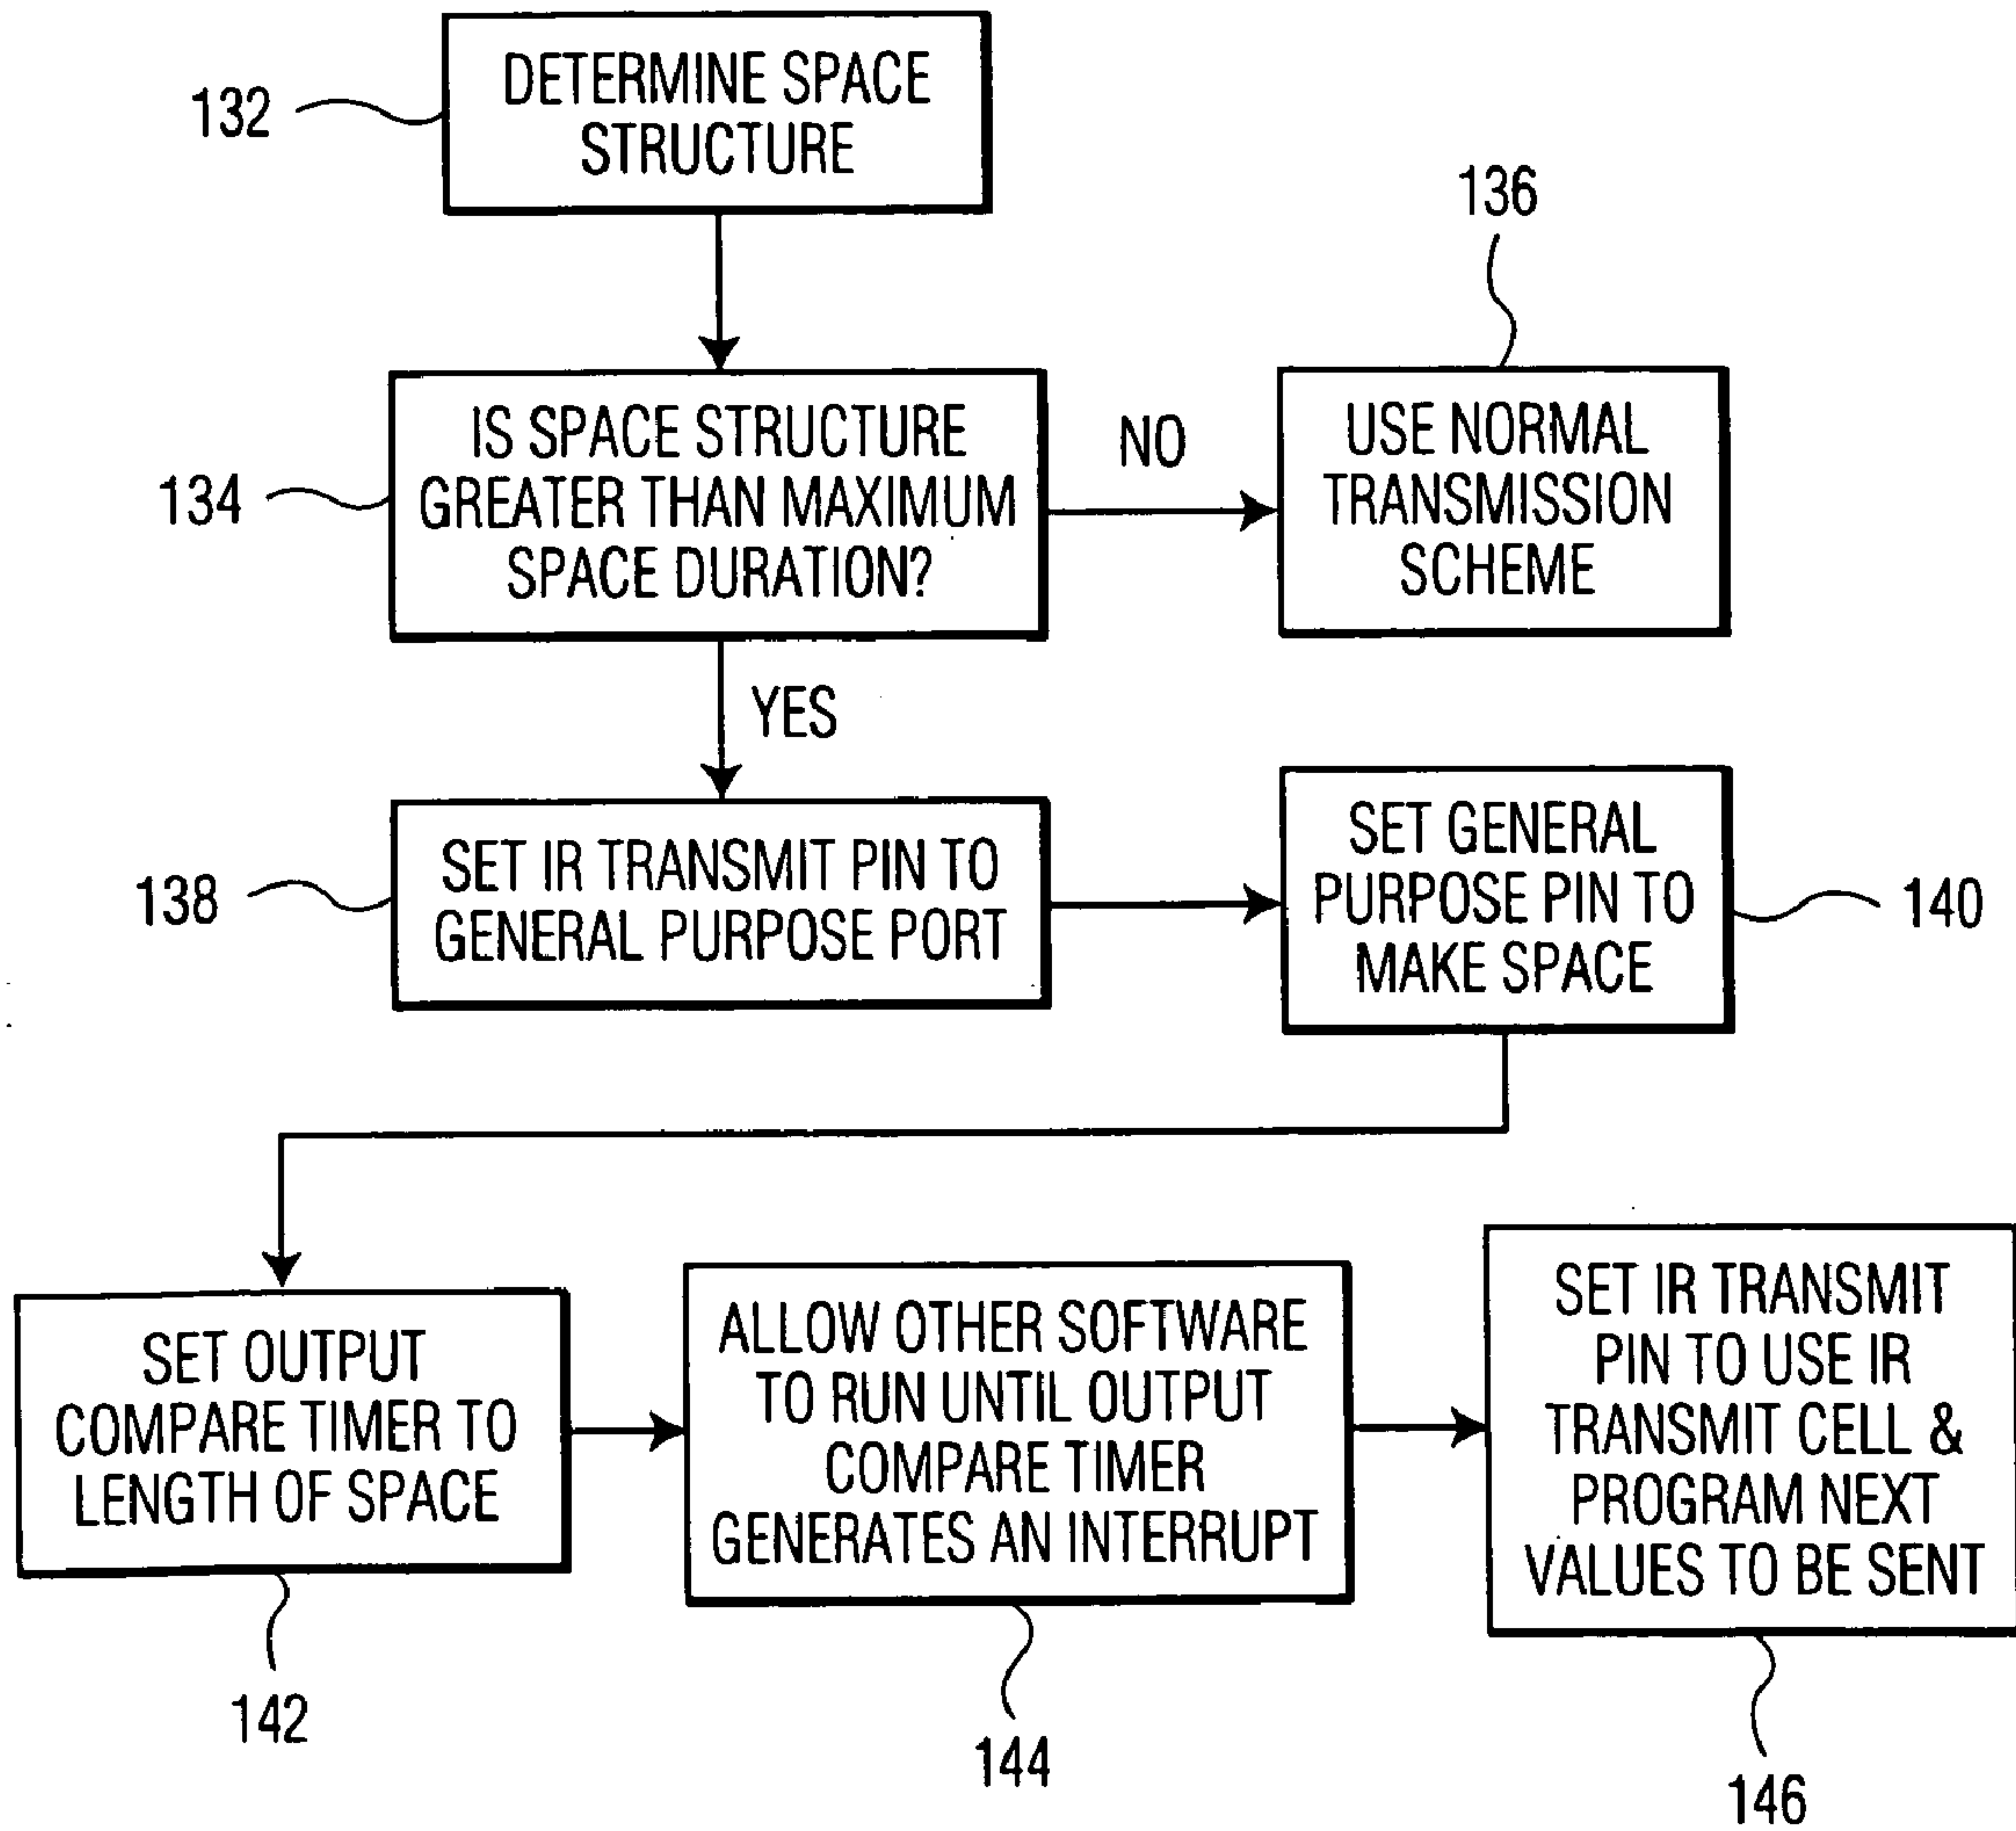 DETERMINE SPACE
STRUCTURE
132
136
IS SPACE STRUCTURE
GREATER THAN MAXIMUM
SPACE DURATION?
134
NO
USE NORMAL
TRANSMISSION
SCHEME
YES
SET IR TRANSMIT PIN TO
GENERAL PURPOSE PORT
138
SET GENERAL
PURPOSE PIN TO
MAKE SPACE
140
SET OUTPUT
COMPARE TIMER TO
LENGTH OF SPACE
142
ALLOW OTHER SOFTWARE
TO RUN UNTIL OUTPUT
COMPARE TIMER
GENERATES AN INTERRUPT
144
SET IR TRANSMIT
PIN TO USE IR
TRANSMIT CELL &
PROGRAM NEXT
VALUES TO BE SENT
146